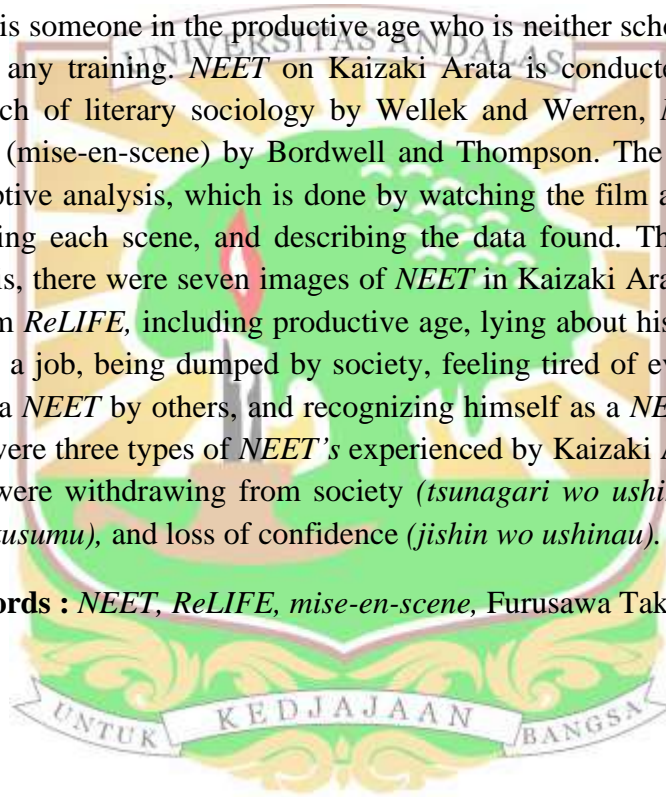 is someone in the productive age who is neither scho
UNIVERSITAS ANDALAS
any training. NEET on Kaizaki Arata is conducte
ch of literary sociology by Wellek and Werren,
(mise-en-scene) by Bordwell and Thompson. The
ptive analysis, which is done by watching the film a
ing each scene, and describing the data found. Th
is, there were seven images of NEET in Kaizaki Ara
m ReLIFE, including productive age, lying about his
a job, being dumped by society, feeling tired of ev
a NEET by others, and recognizing himself as a NE
were three types of NEET's experienced by Kaizaki A
were withdrawing from society (tsunagari wo ushi
kusumu), and loss of confidence (jishin wo ushinau).
ords : NEET, ReLIFE, mise-en-scene, Furusawa Tak
UNTUK KEDJAJAAN BANGSA